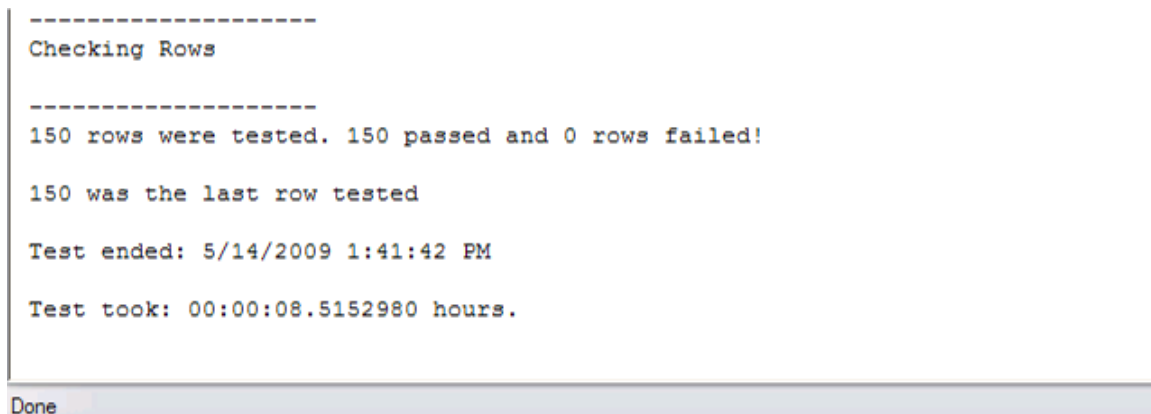 --------------------
Checking Rows
--------------------
150 rows were tested. 150 passed and 0 rows failed!
150 was the last row tested
Test ended: 5/14/2009 1:41:42 PM
Test took: 00:00:08.5152980 hours.
Done